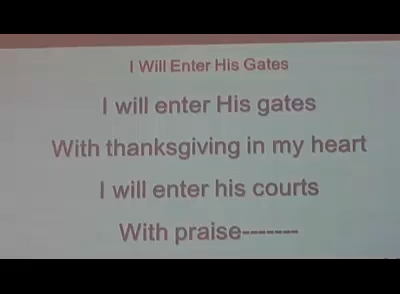 I Will Enter His Gates
I will enter His gates
With thanksgiving in my heart
I will enter his courts
With praise-------